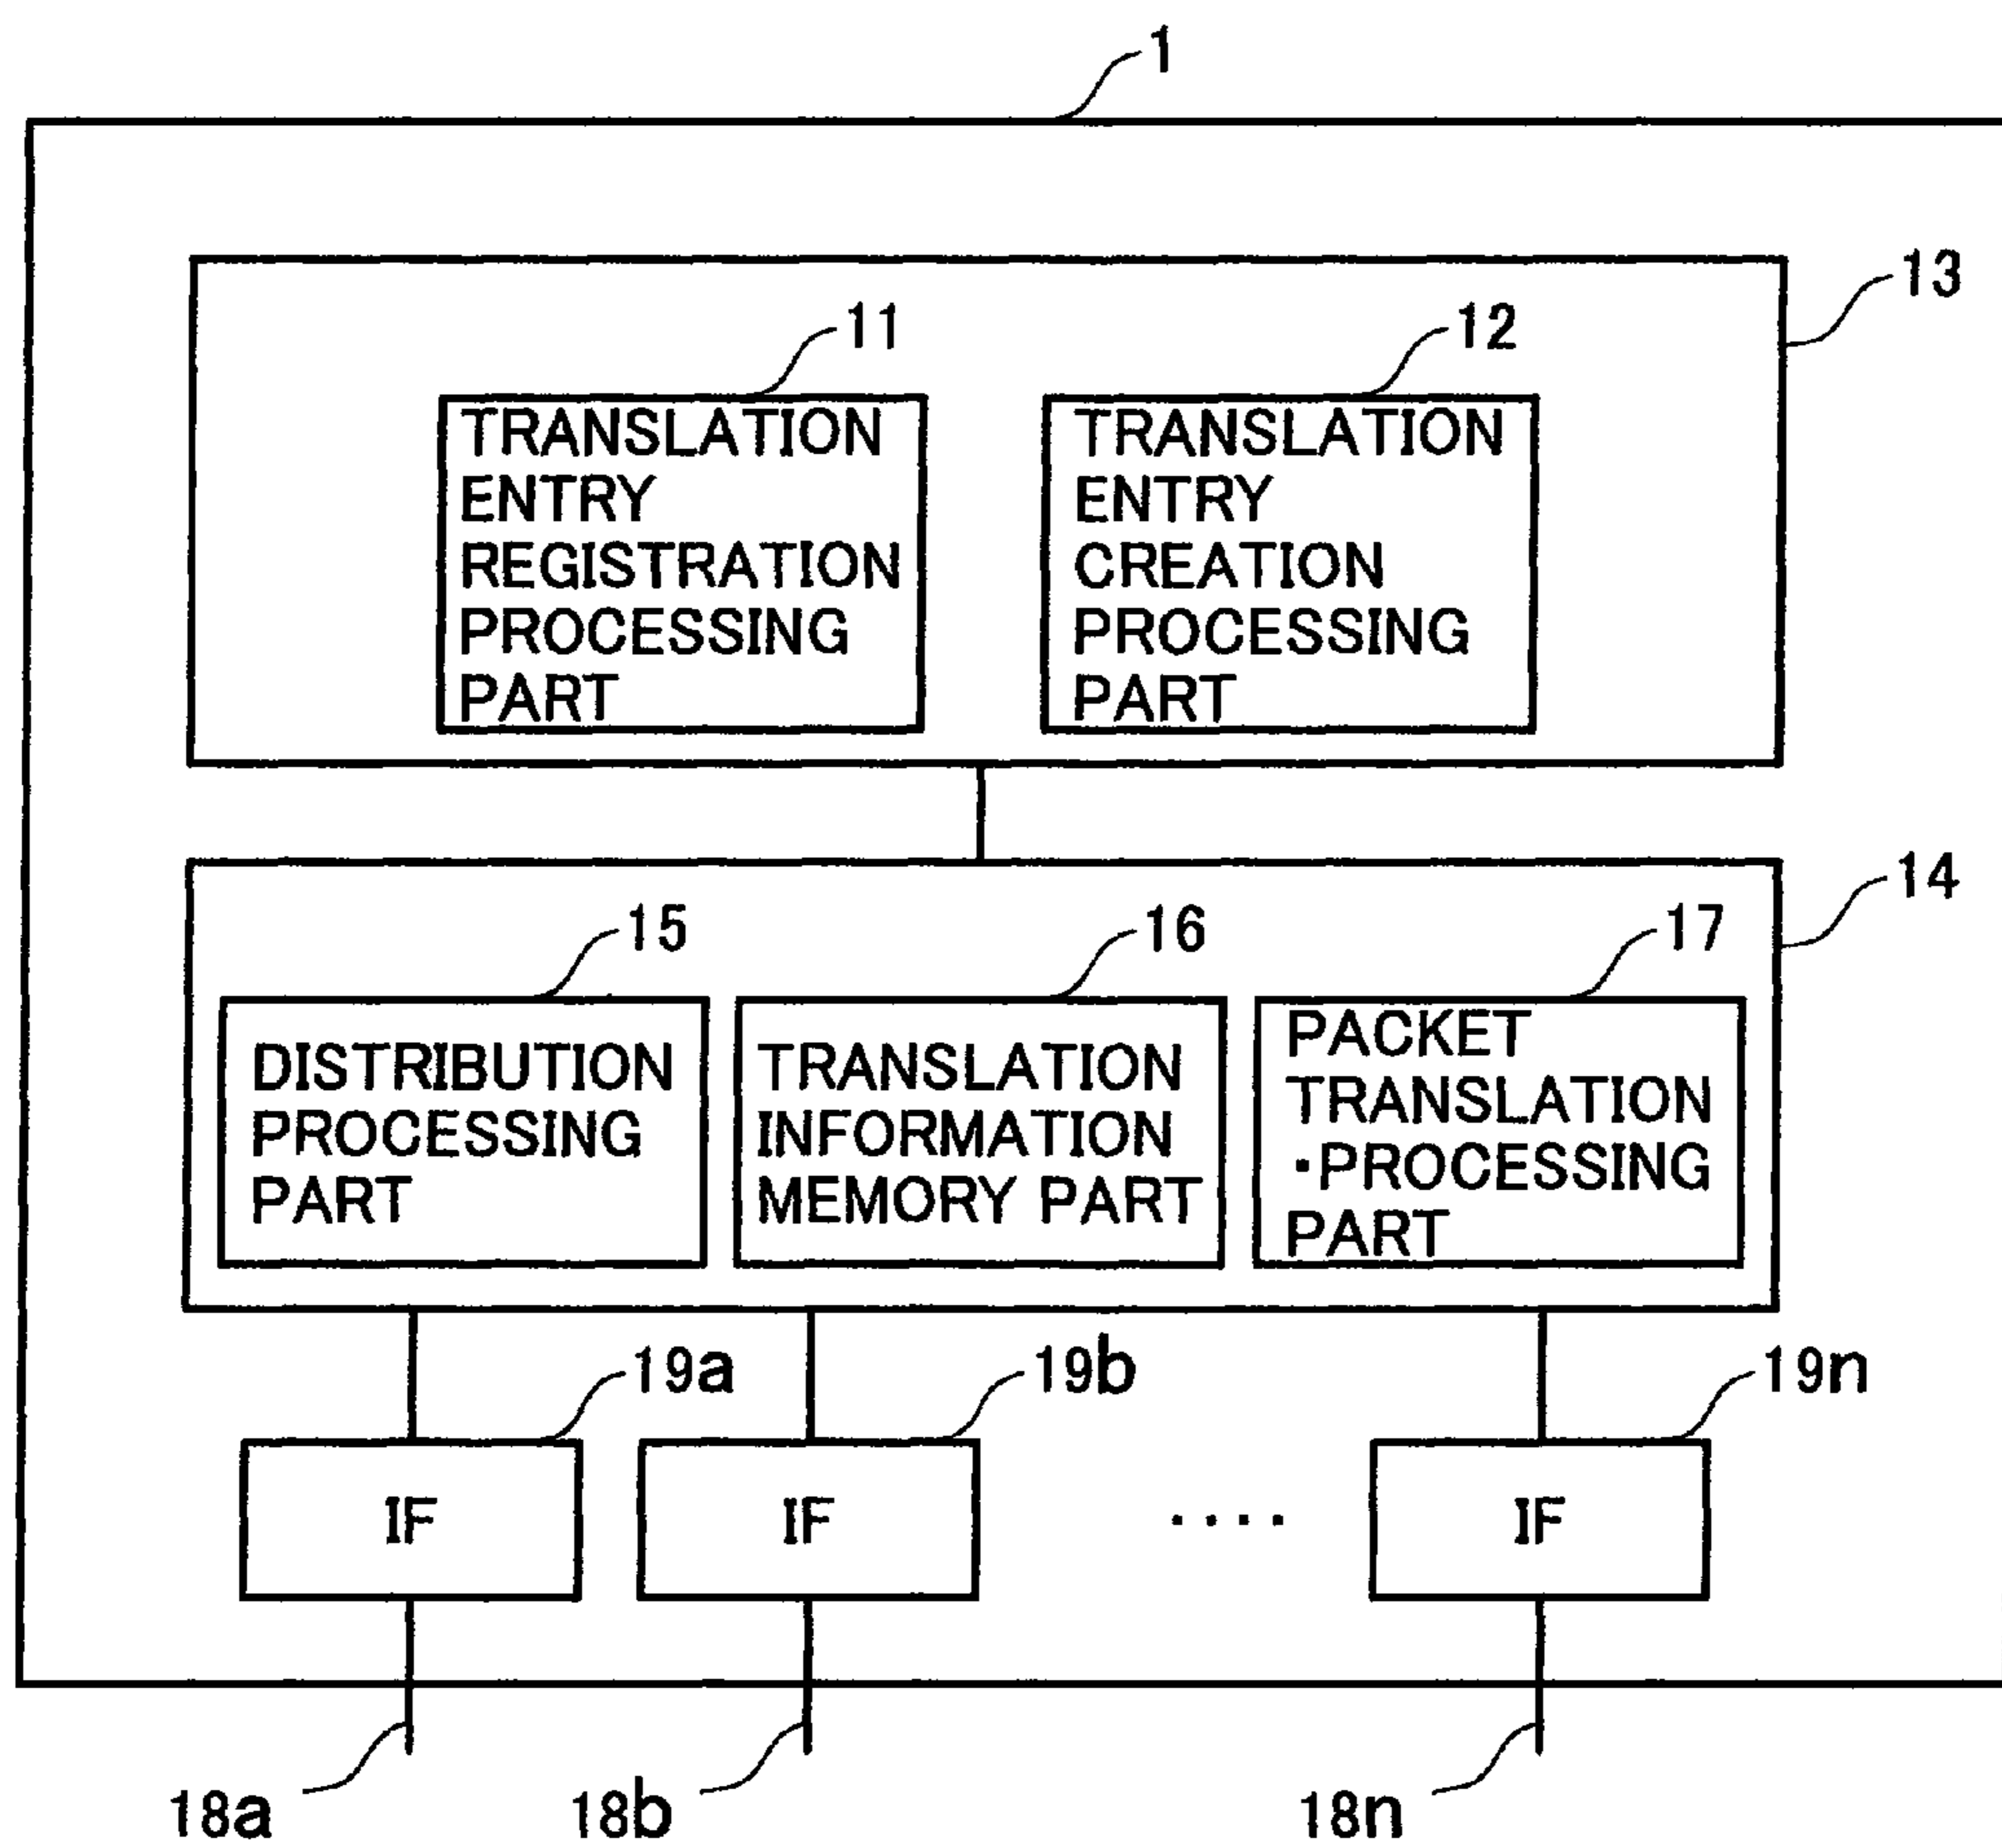 1
13
11
12
TRANSLATION
ENTRY
REGISTRATION
PROCESSING
PART
TRANSLATION
ENTRY
CREATION
PROCESSING
PART
14
15
16
17
DISTRIBUTION
PROCESSING
PART
TRANSLATION
INFORMATION
MEMORY PART
PACKET
TRANSLATION
・PROCESSING
PART
19a
19b
19n
IF
IF
・・・・
IF
18a
18b
18n